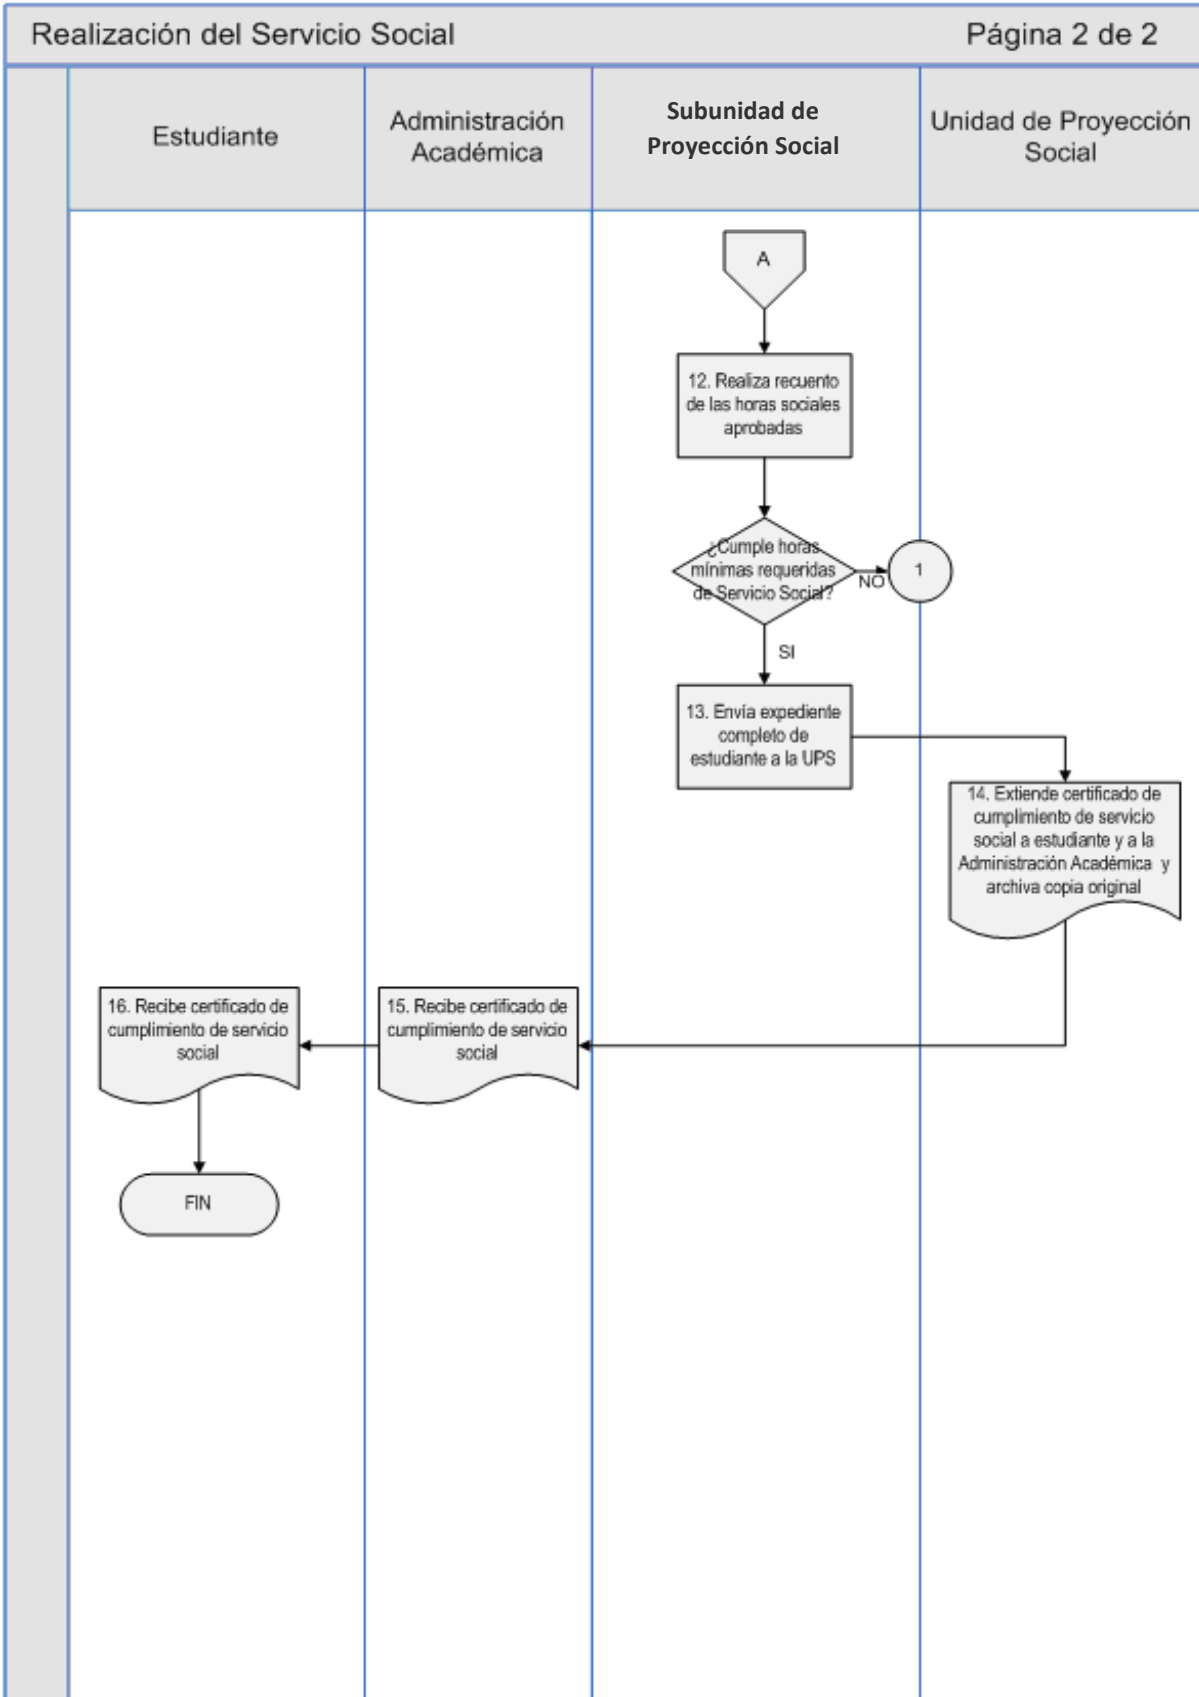 Realización del Servicio Social
Página 2 de 2
Estudiante
Administración
Académica
Subunidad de
Proyección Social
Unidad de Proyección
Social
A
12. Realiza recuento
de las horas sociales
aprobadas
¿Cumple horas
mínimas requeridas
de Servicio Social?
NO
1
SI
13. Envía expediente
completo de
estudiante a la UPS
14. Extiende certificado de
cumplimiento de servicio
social a estudiante y a la
Administración Académica y
archiva copia original
16. Recibe certificado de
cumplimiento de servicio
social
15. Recibe certificado de
cumplimiento de servicio
social
FIN